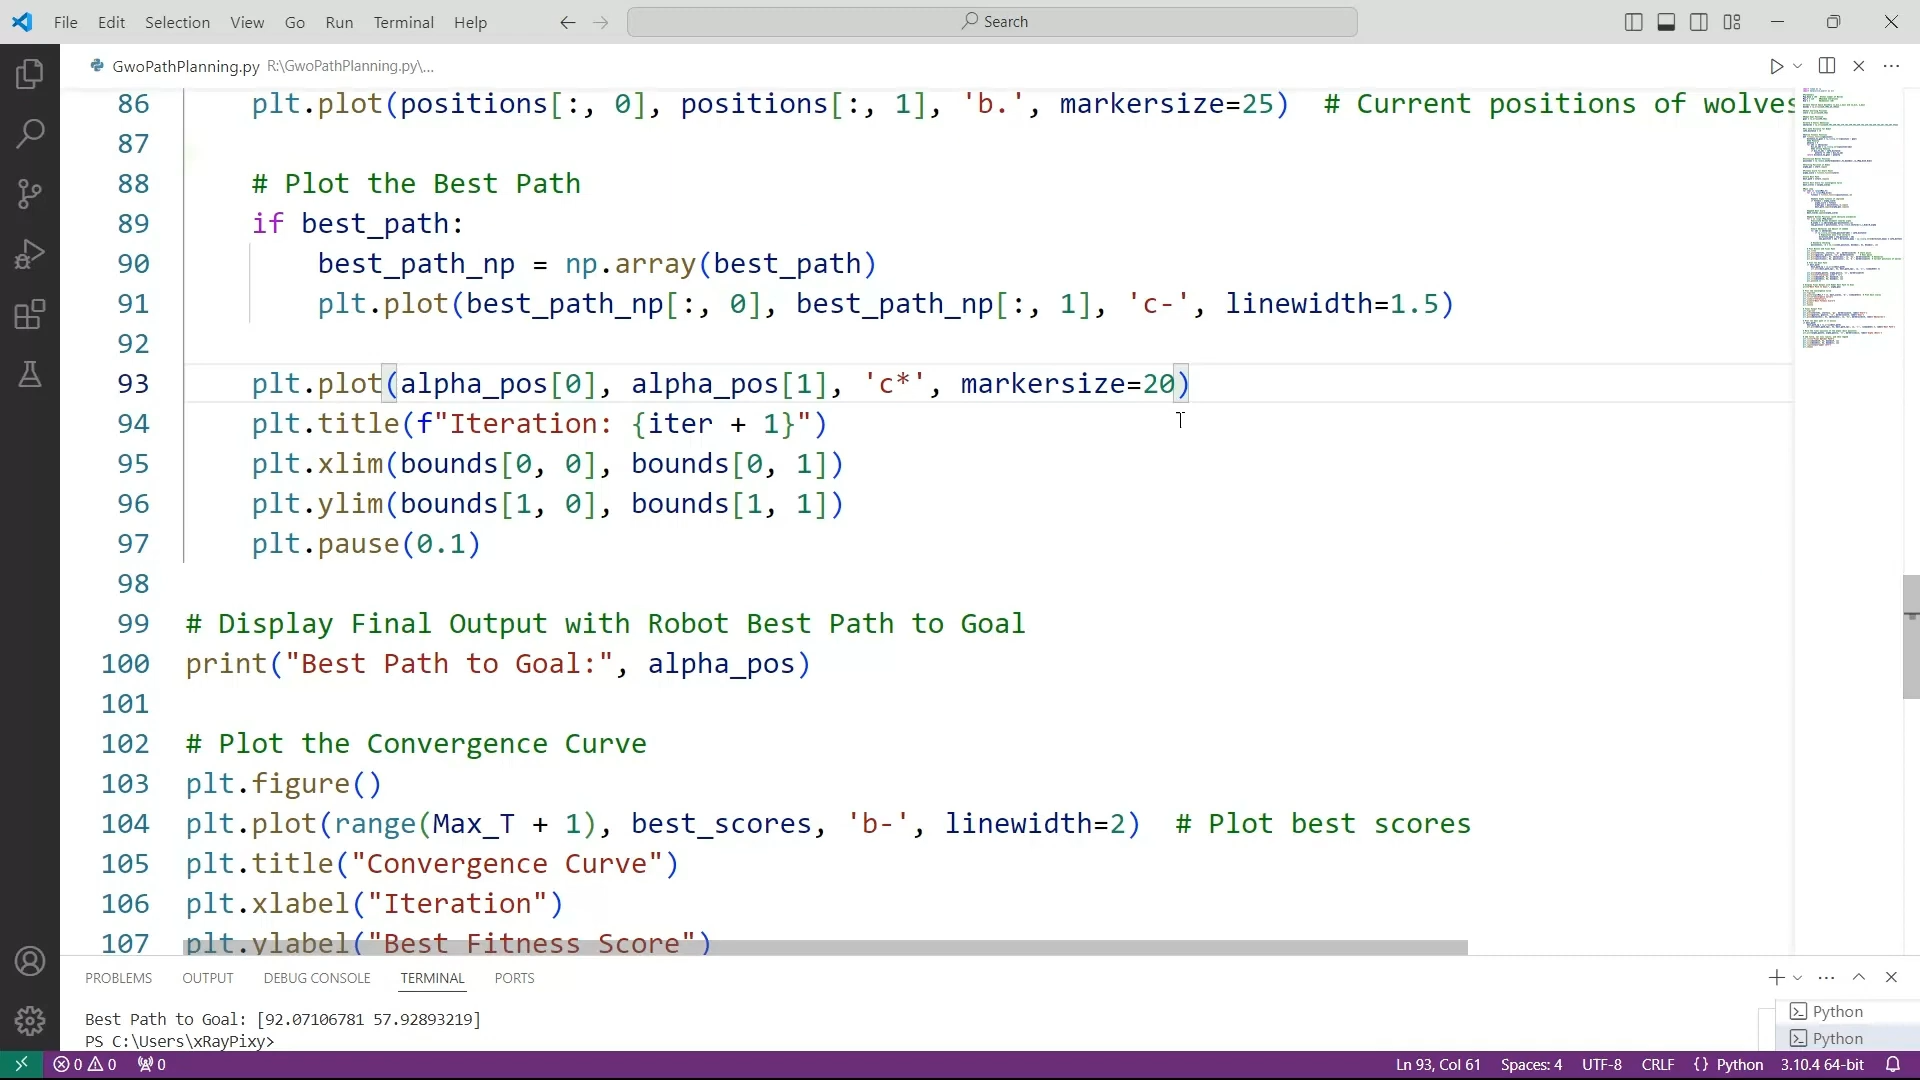 File Edit Selection View Go Run Terminal Help
Search
GwoPathPlanning.py R:\GwoPathPlanning.py\...
86 plt.plot(positions[:, 0], positions[:, 1], 'b.', markersize=25) # Current positions of wolves
87
88 # Plot the Best Path
89 if best_path:
90 best_path_np = np.array(best_path)
91 plt.plot(best_path_np[:, 0], best_path_np[:, 1], 'c-', linewidth=1.5)
92
93 plt.plot(alpha_pos[0], alpha_pos[1], 'c*', markersize=20)
94 plt.title(f"Iteration: {iter + 1}")
95 plt.xlim(bounds[0, 0], bounds[0, 1])
96 plt.ylim(bounds[1, 0], bounds[1, 1])
97 plt.pause(0.1)
98
99 # Display Final Output with Robot Best Path to Goal
100 print("Best Path to Goal:", alpha_pos)
101
102 # Plot the Convergence Curve
103 plt.figure()
104 plt.plot(range(Max_T + 1), best_scores, 'b-', linewidth=2) # Plot best scores
105 plt.title("Convergence Curve")
106 plt.xlabel("Iteration")
107 plt.ylabel("Best Fitness Score")
PROBLEMS OUTPUT DEBUG CONSOLE TERMINAL PORTS
Best Path to Goal: [92.07106781 57.92893219]
PS C:\Users\xRayPixy>
Python
Python
0 0 0 Ln 93, Col 61 Spaces: 4 UTF-8 CRLF {} Python 3.10.4 64-bit